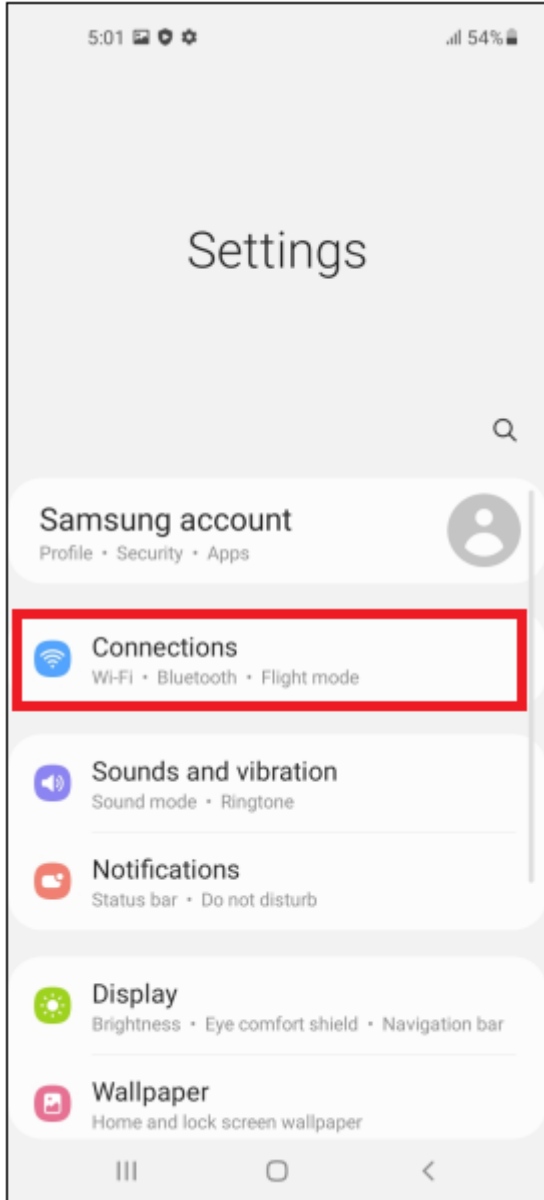 5:01 54%
Settings
Samsung account
Profile • Security • Apps
Connections
Wi-Fi • Bluetooth • Flight mode
Sounds and vibration
Sound mode • Ringtone
Notifications
Status bar • Do not disturb
Display
Brightness • Eye comfort shield • Navigation bar
Wallpaper
Home and lock screen wallpaper